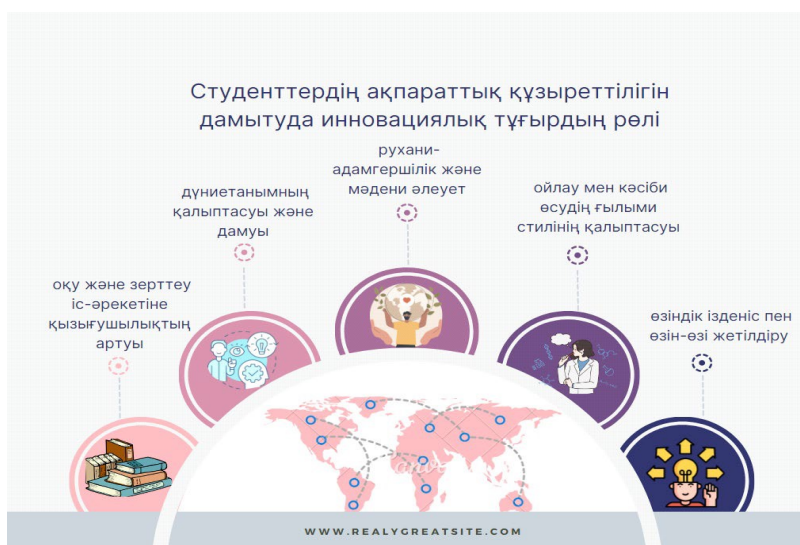 Студенттердің ақпараттық құзыреттілігін
дамытуда инновациялық тұғырдың рөлі
рухани-
адамгершілік және
мәдени әлеует
дүниетанымның
қалыптасуы және
дамуы
ойлау мен кәсіби
өсудің ғылыми
стилінің қалыптасуы
оқу және зерттеу
іс-әрекетіне
қызығушылықтың
артуы
өзіндік ізденіс пен
өзін-өзі жетілдіру
WWW.REALYGREATSITE.COM